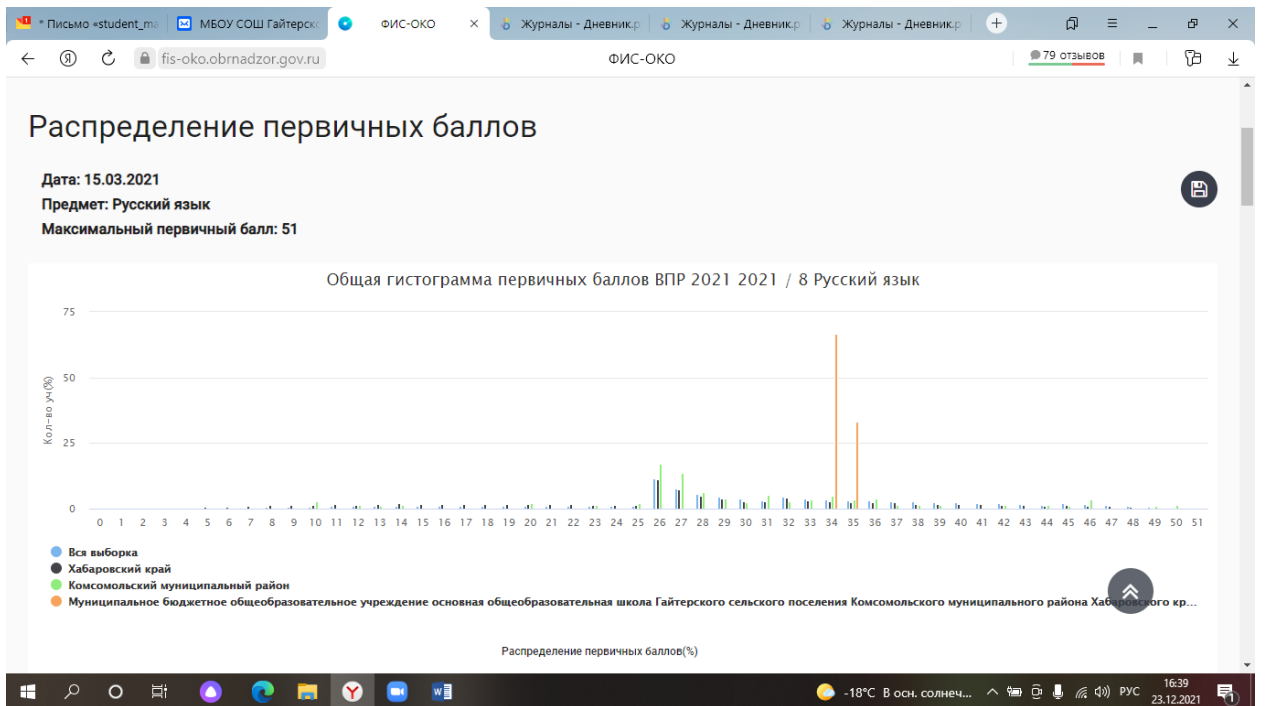 * Письмо «student_ma
МБОУ СОШ Гайтерско
ФИС-ОКО
Журналы - Дневник.р
Журналы - Дневник.р
Журналы - Дневник.р
fis-oko.obrnadzor.gov.ru
ФИС-ОКО
79 отзывов
Распределение первичных баллов
Дата: 15.03.2021
Предмет: Русский язык
Максимальный первичный балл: 51
Общая гистограмма первичных баллов ВПР 2021 2021 / 8 Русский язык
Кол-во уч(%)
75
50
25
0
0 1 2 3 4 5 6 7 8 9 10 11 12 13 14 15 16 17 18 19 20 21 22 23 24 25 26 27 28 29 30 31 32 33 34 35 36 37 38 39 40 41 42 43 44 45 46 47 48 49 50 51
Вся выборка
Хабаровский край
Комсомольский муниципальный район
Муниципальное бюджетное общеобразовательное учреждение основная общеобразовательная школа Гайтерского сельского поселения Комсомольского муниципального района Хабаровского кр...
Распределение первичных баллов(%)
-18°C В осн. солнеч...
РУС
16:39
23.12.2021